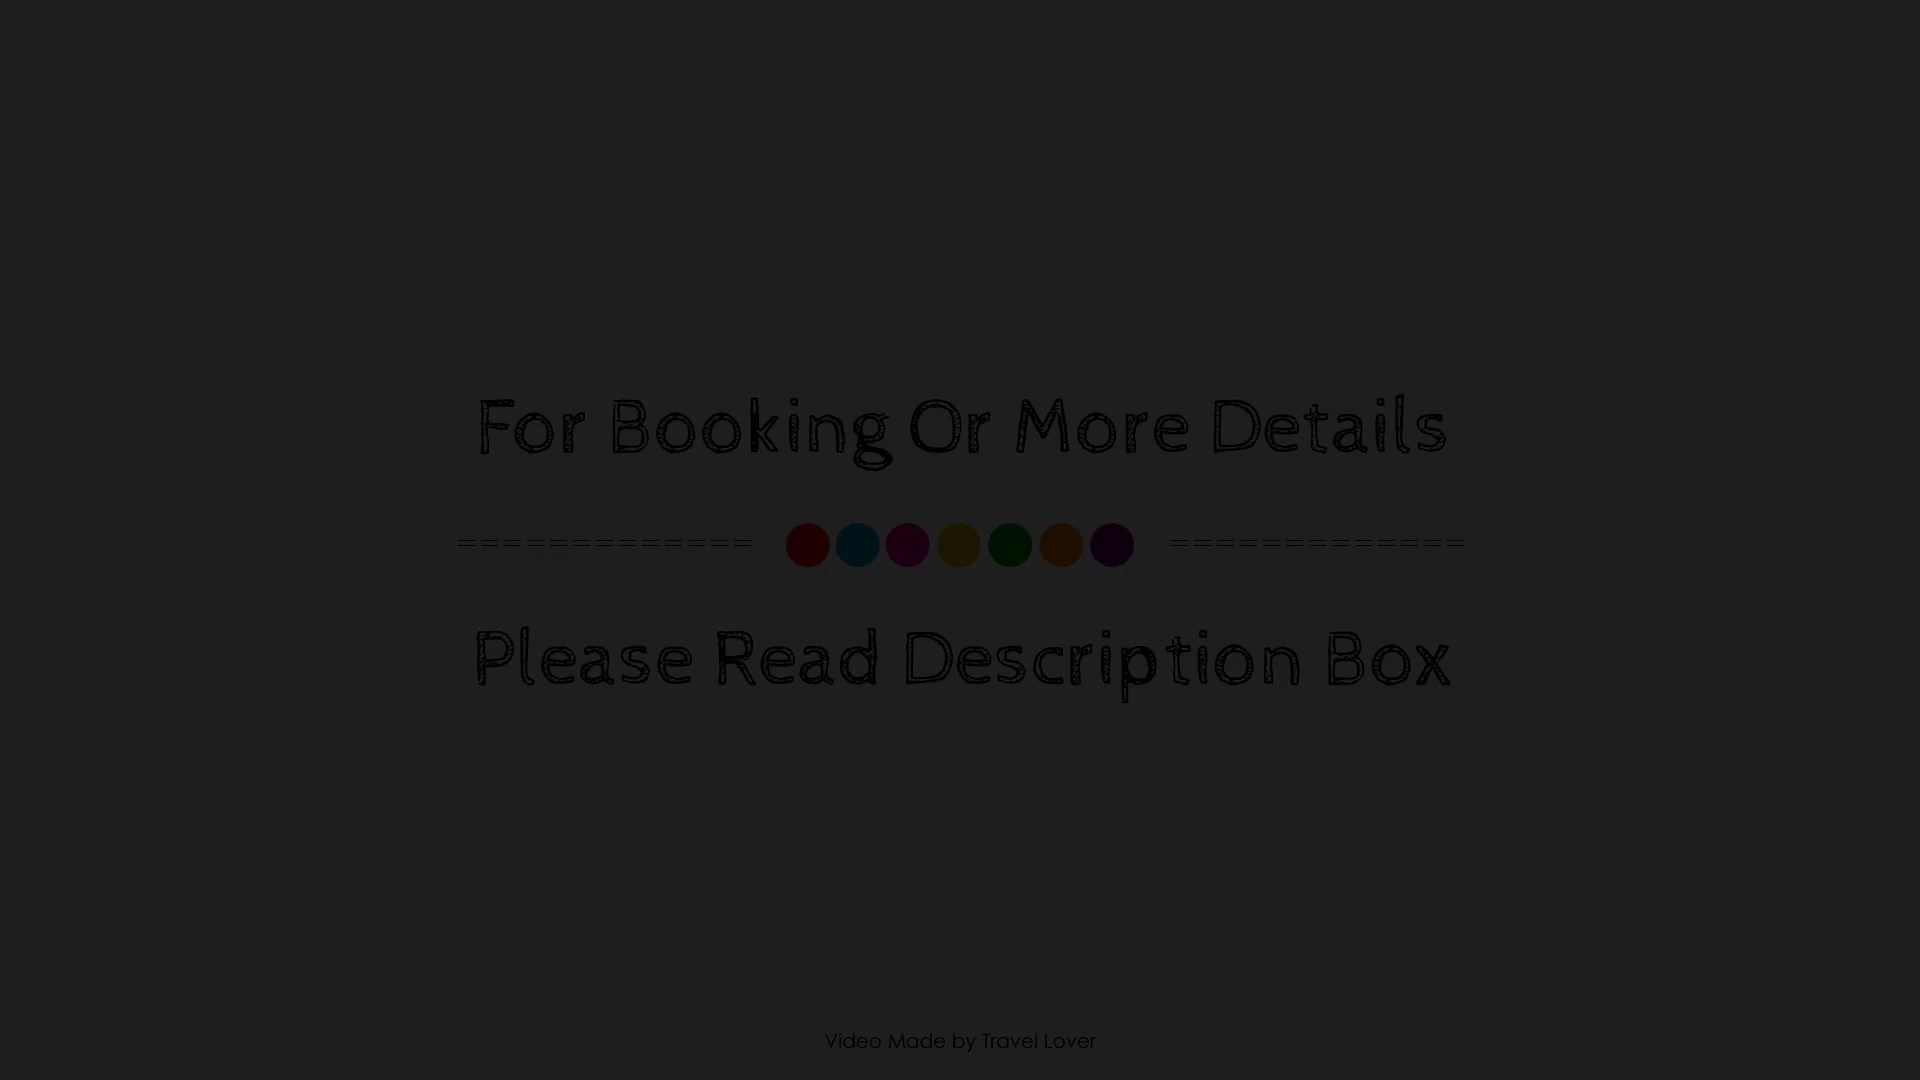 For Booking Or More Details
============= =============
Please Read Description Box
Video Made by Travel Lover